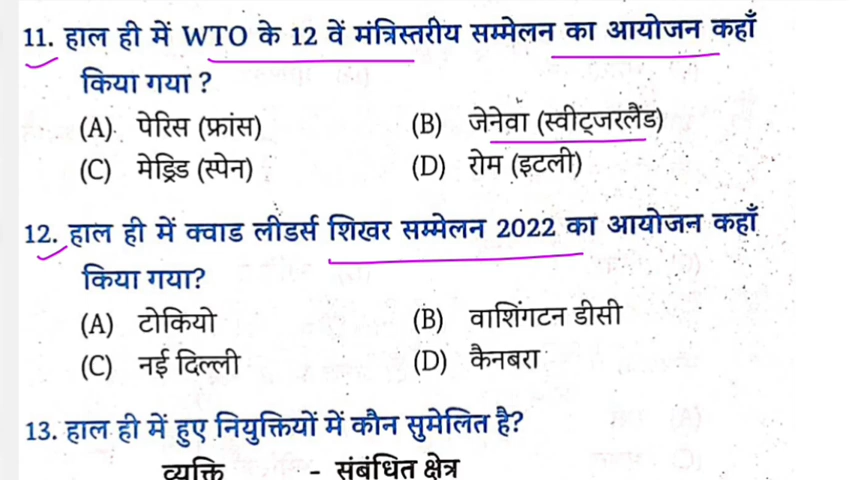 11. हाल ही में WTO के 12 वें मंत्रिस्तरीय सम्मेलन का आयोजन कहाँ
किया गया ?
(A) पेरिस (फ्रांस) (B) जेनेवा (स्वीट्जरलैंड)
(C) मेड्रिड (स्पेन) (D) रोम (इटली)
12. हाल ही में क्वाड लीडर्स शिखर सम्मेलन 2022 का आयोजन कहाँ
किया गया?
(A) टोकियो (B) वाशिंगटन डीसी
(C) नई दिल्ली (D) कैनबरा
13. हाल ही में हुए नियुक्तियों में कौन सुमेलित है?
व्यक्ति - संबंधित क्षेत्र